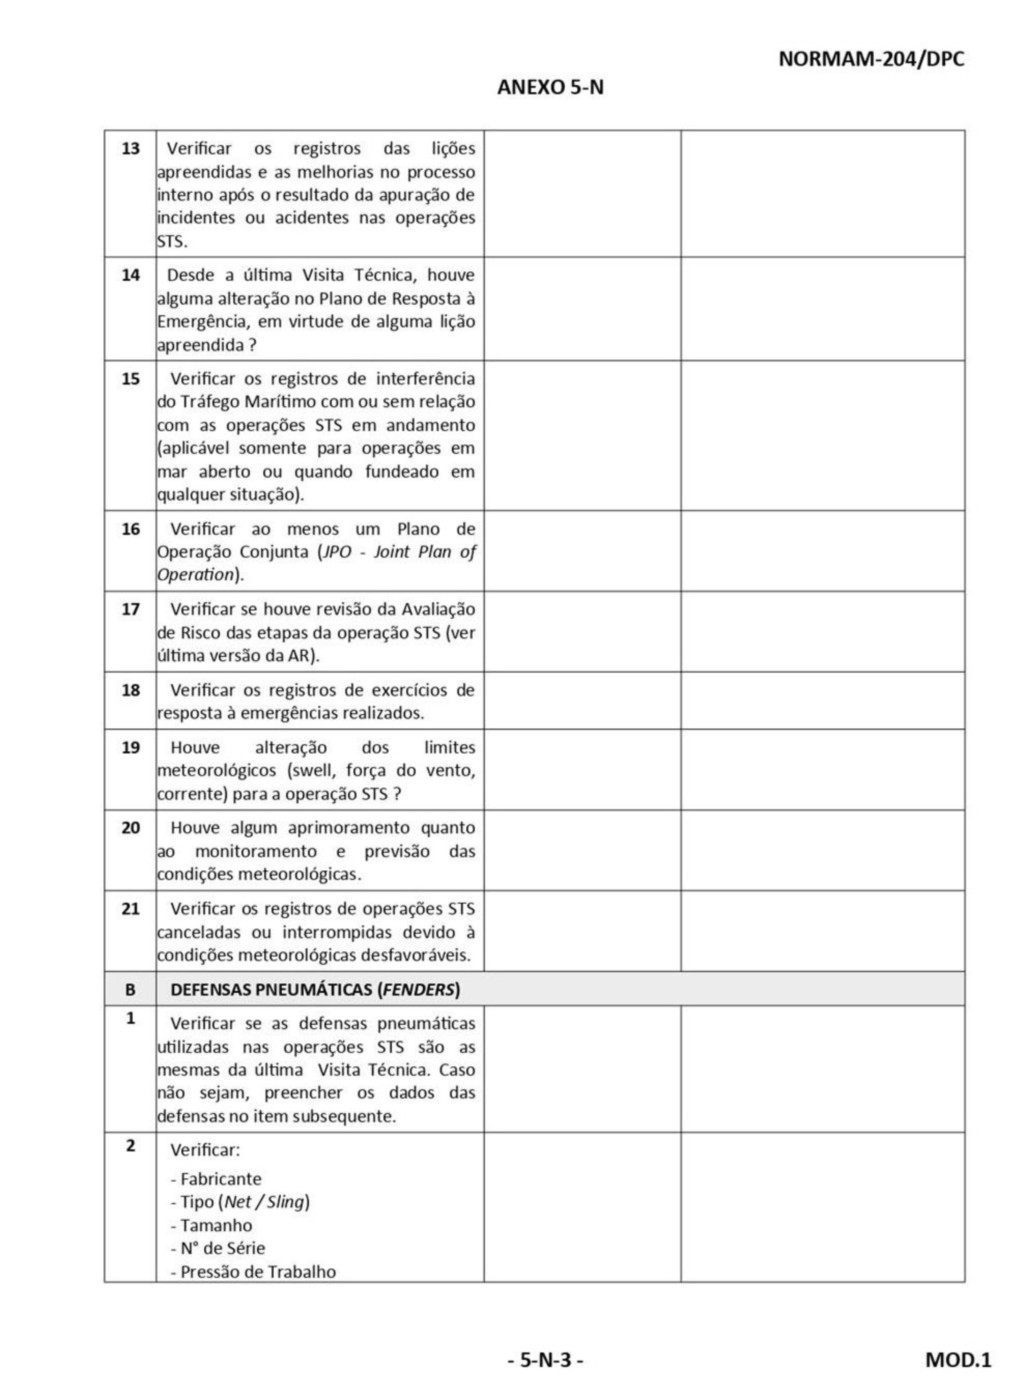 NORMAM-204/DPC
ANEXO 5-N
13 Verificar os registros das lições
apreendidas e as melhorias no processo
interno após o resultado da apuração de
incidentes ou acidentes nas operações
STS.
14 Desde a última Visita Técnica, houve
alguma alteração no Plano de Resposta à
Emergência, em virtude de alguma lição
apreendida ?
15 Verificar os registros de interferência
do Tráfego Marítimo com ou sem relação
com as operações STS em andamento
(aplicável somente para operações em
mar aberto ou quando fundeado em
qualquer situação).
16 Verificar ao menos um Plano de
Operação Conjunta (JPO - Joint Plan of
Operation).
17 Verificar se houve revisão da Avaliação
de Risco das etapas da operação STS (ver
última versão da AR).
18 Verificar os registros de exercícios de
resposta à emergências realizados.
19 Houve alteração dos limites
meteorológicos (swell, força do vento,
corrente) para a operação STS ?
20 Houve algum aprimoramento quanto
ao monitoramento e previsão das
condições meteorológicas.
21 Verificar os registros de operações STS
canceladas ou interrompidas devido à
condições meteorológicas desfavoráveis.
B DEFENSAS PNEUMÁTICAS (FENDERS)
1 Verificar se as defensas pneumáticas
utilizadas nas operações STS são as
mesmas da última Visita Técnica. Caso
não sejam, preencher os dados das
defensas no item subsequente.
2 Verificar:
- Fabricante
- Tipo (Net / Sling)
- Tamanho
- N° de Série
- Pressão de Trabalho
- 5-N-3 -
MOD.1